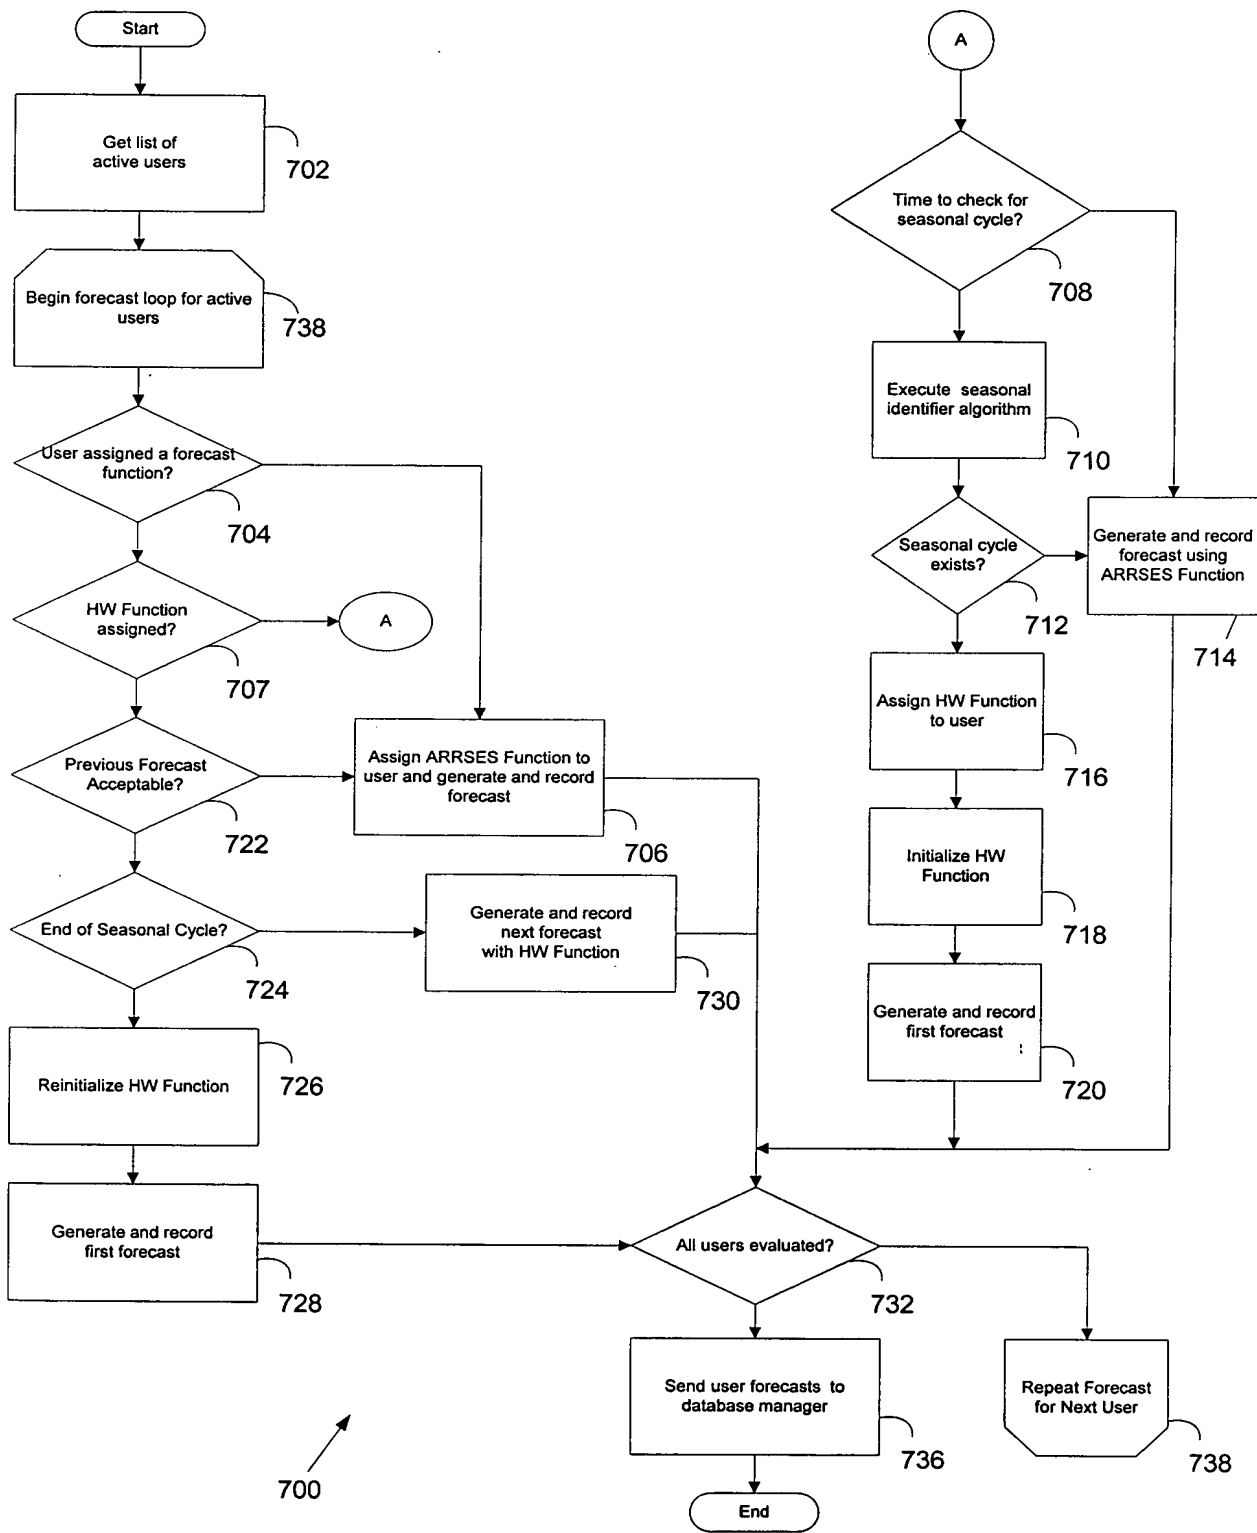 Start
Get list of
active users
702
Begin forecast loop for active
users
738
User assigned a forecast
function?
704
HW Function
assigned?
707
A
Previous Forecast
Acceptable?
722
Assign ARRSES Function to
user and generate and record
forecast
706
End of Seasonal Cycle?
724
Generate and record
next forecast
with HW Function
730
Reinitialize HW Function
726
Generate and record
first forecast
728
A
Time to check for
seasonal cycle?
708
Execute seasonal
identifier algorithm
710
Seasonal cycle
exists?
712
Generate and record
forecast using
ARRSES Function
714
Assign HW Function
to user
716
Initialize HW
Function
718
Generate and record
first forecast
720
All users evaluated?
732
Send user forecasts to
database manager
736
Repeat Forecast
for Next User
738
End
700